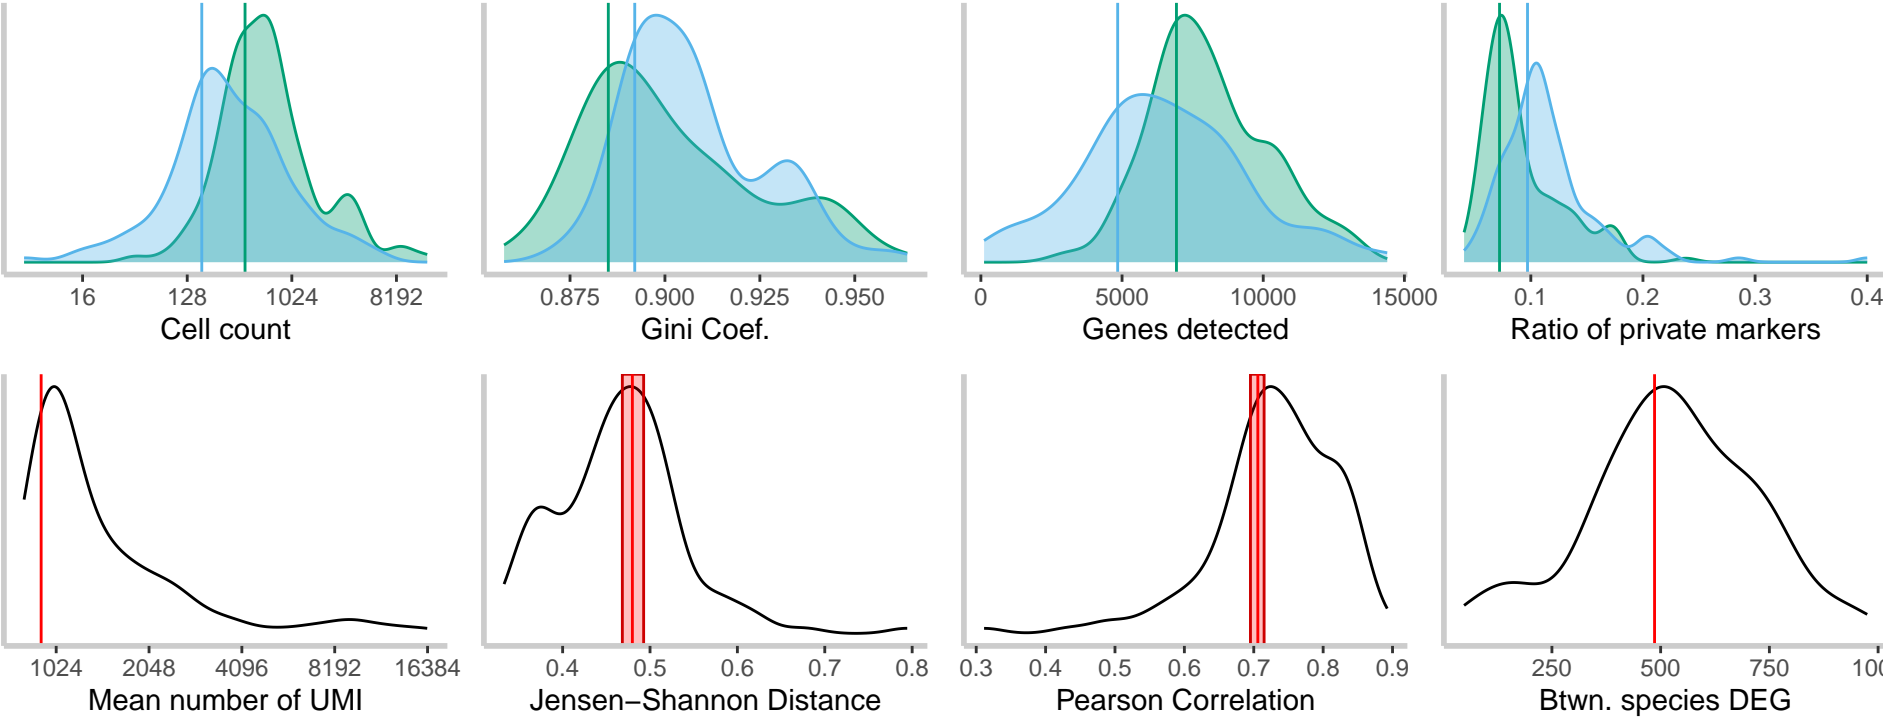 16 128 1024 8192
Cell count
0.875 0.900 0.925 0.950
Gini Coef.
0 5000 10000 15000
Genes detected
0.1 0.2 0.3 0.4
Ratio of private markers
1024 2048 4096 8192 16384
Mean number of UMI
0.4 0.5 0.6 0.7 0.8
Jensen−Shannon Distance
0.3 0.4 0.5 0.6 0.7 0.8 0.9
Pearson Correlation
250 500 750
Btwn. species DEG